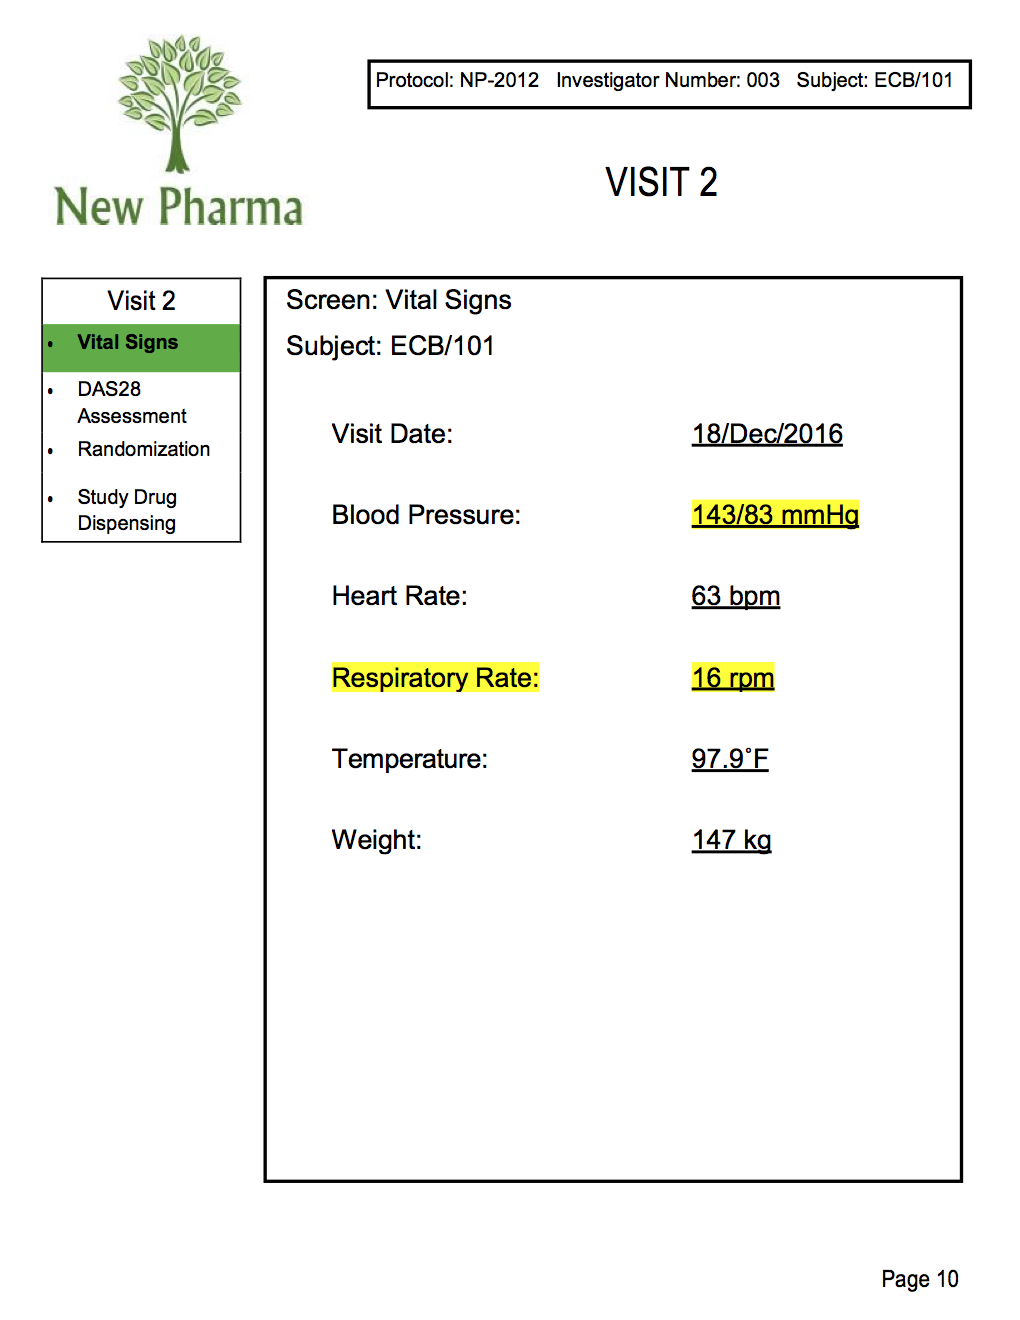 New Pharma
Protocol: NP-2012 Investigator Number: 003 Subject: ECB/101
VISIT 2
Visit 2
• Vital Signs
• DAS28
Assessment
• Randomization
• Study Drug
Dispensing
Screen: Vital Signs
Subject: ECB/101
Visit Date: 18/Dec/2016
Blood Pressure: 143/83 mmHg
Heart Rate: 63 bpm
Respiratory Rate: 16 rpm
Temperature: 97.9°F
Weight: 147 kg
Page 10